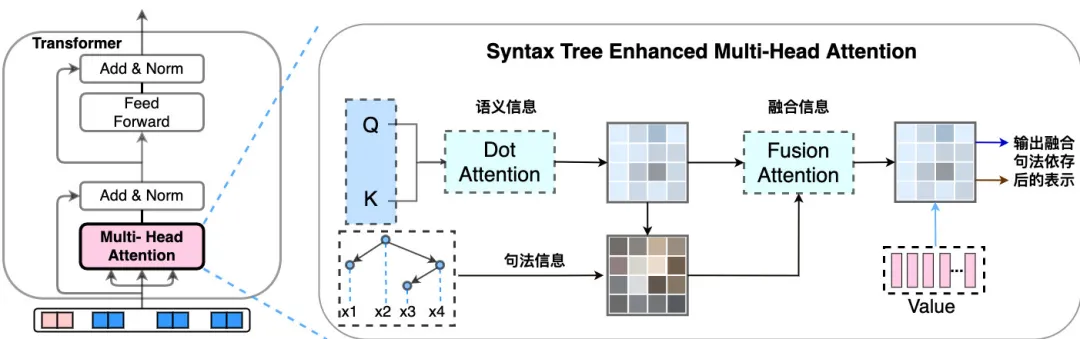 Transformer
Add & Norm
Feed
Forward
Add & Norm
Multi- Head
Attention
Syntax Tree Enhanced Multi-Head Attention
Q
K
语义信息
Dot
Attention
融合信息
Fusion
Attention
输出融合
句法依存
后的表示
x1 x2 x3 x4
句法信息
Value